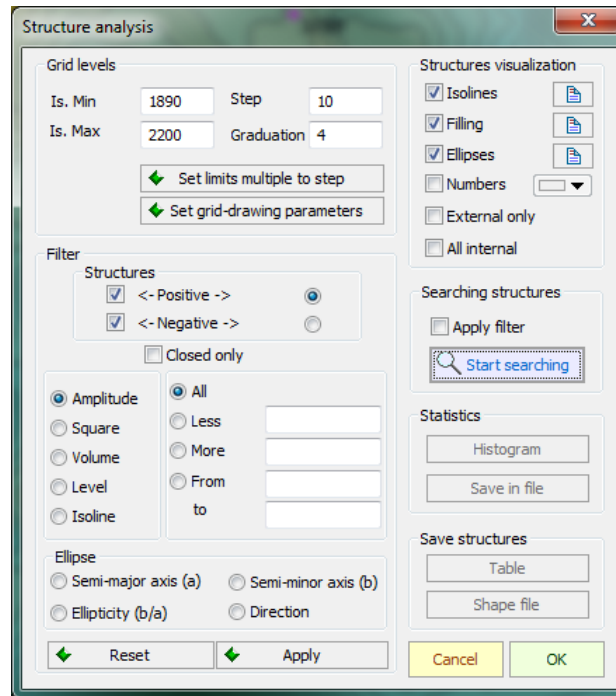 Structure analysis
Grid levels
Is. Min 1890 Step 10
Is. Max 2200 Graduation 4
Set limits multiple to step
Set grid-drawing parameters
Filter
Structures
<- Positive ->
<- Negative ->
Closed only
Amplitude
Square
Volume
Level
Isoline
All
Less
More
From
to
Ellipse
Semi-major axis (a) Semi-minor axis (b)
Ellipticity (b/a) Direction
Reset Apply
Structures visualization
Isolines
Filling
Ellipses
Numbers
External only
All internal
Searching structures
Apply filter
Start searching
Statistics
Histogram
Save in file
Save structures
Table
Shape file
Cancel OK